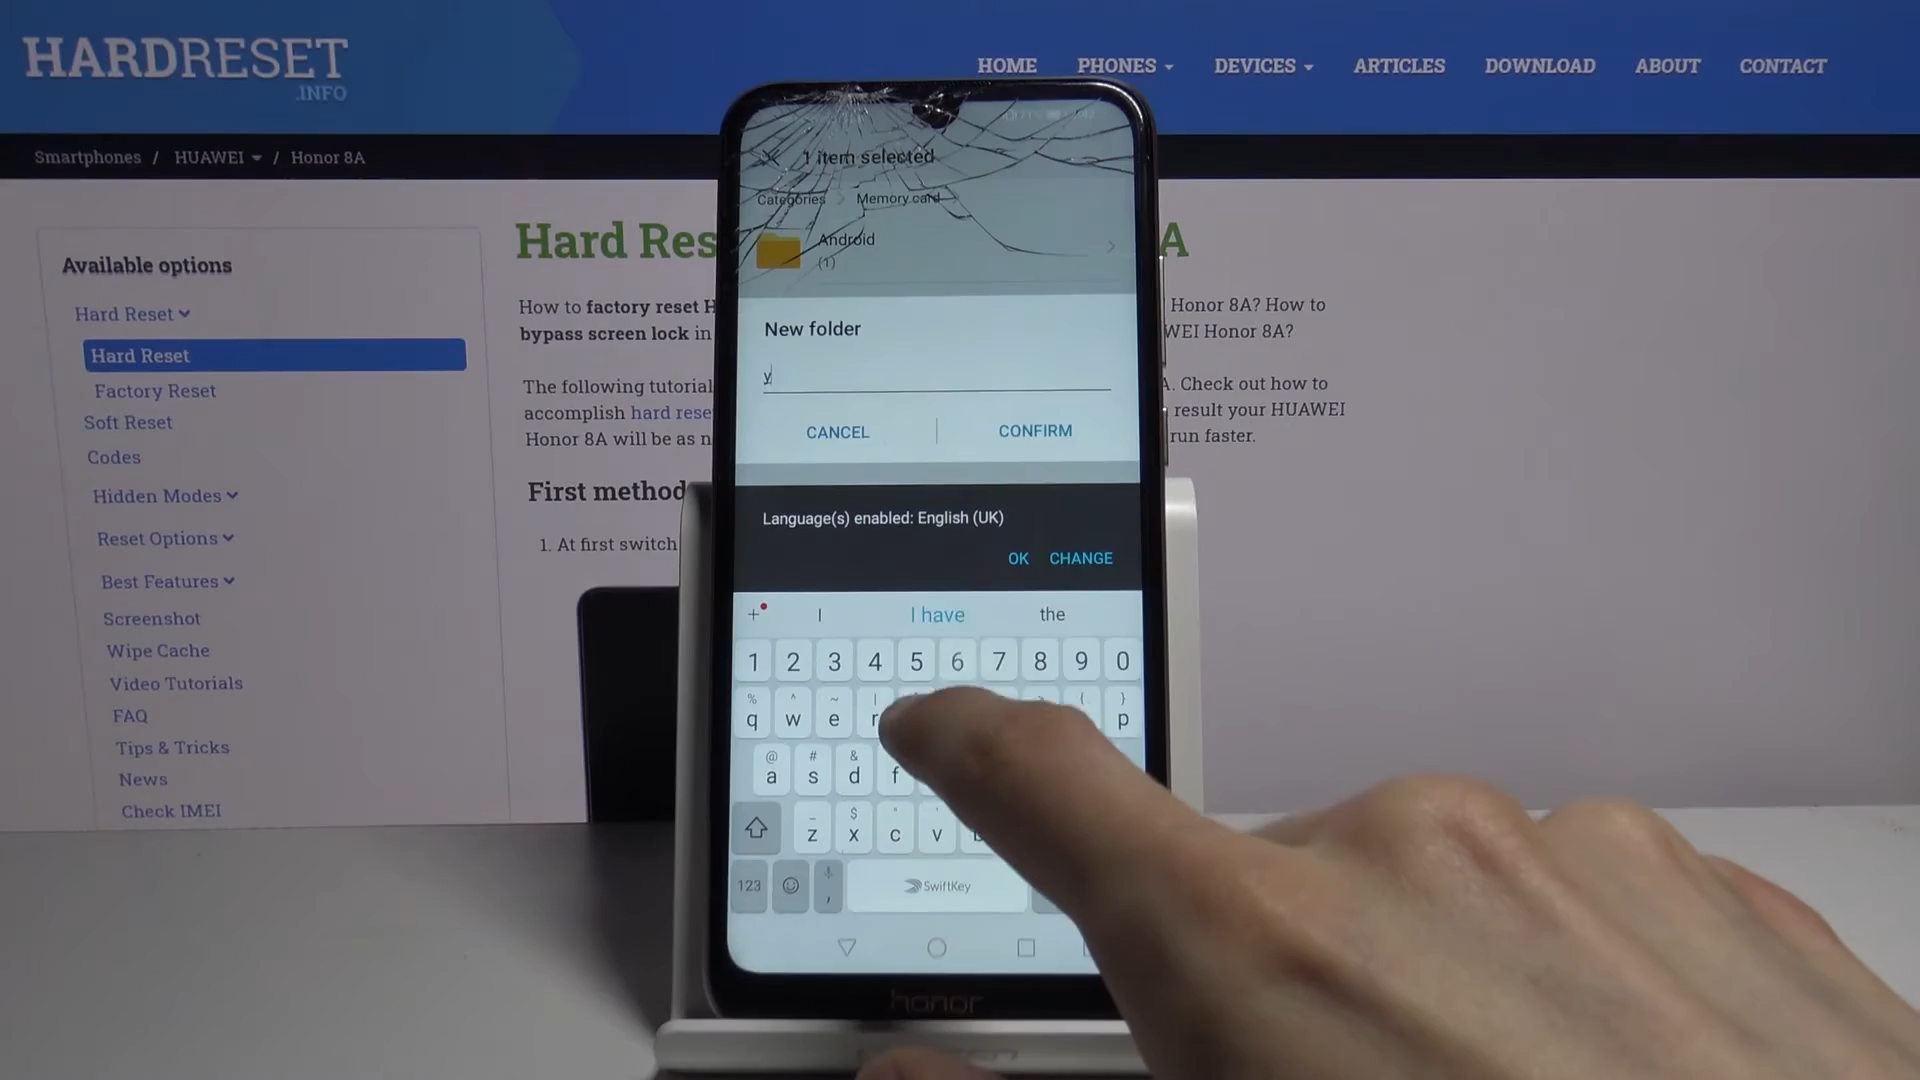 HARDRESET
.INFO
HOME PHONES DEVICES ARTICLES DOWNLOAD ABOUT CONTACT
Smartphones / HUAWEI / Honor 8A
Available options
Hard Reset
Hard Reset
Factory Reset
Soft Reset
Codes
Hidden Modes
Reset Options
Best Features
Screenshot
Wipe Cache
Video Tutorials
FAQ
Tips & Tricks
News
Check IMEI
Hard Res
A
How to factory reset H
Honor 8A? How to
bypass screen lock in
WEI Honor 8A?
The following tutorial
A. Check out how to
accomplish hard rese
result your HUAWEI
Honor 8A will be as n
run faster.
First method
1. At first switch
1 item selected
Categories > Memory card
Android
(1)
New folder
y
CANCEL CONFIRM
Language(s) enabled: English (UK)
OK CHANGE
+ I I have the
1 2 3 4 5 6 7 8 9 0
% ^ ~ | { }
q w e r p
@ # &
a s d f
_ $ " '
z x c v
123 , SwiftKey
honor